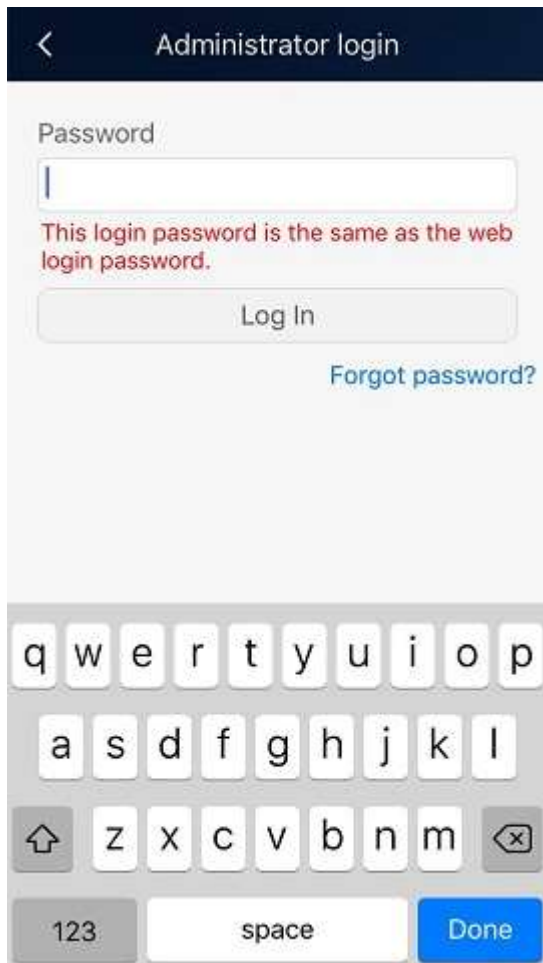 Administrator login
Password
This login password is the same as the web
login password.
Log In
Forgot password?
q w e r t y u i o p
a s d f g h j k l
z x c v b n m
123 space Done